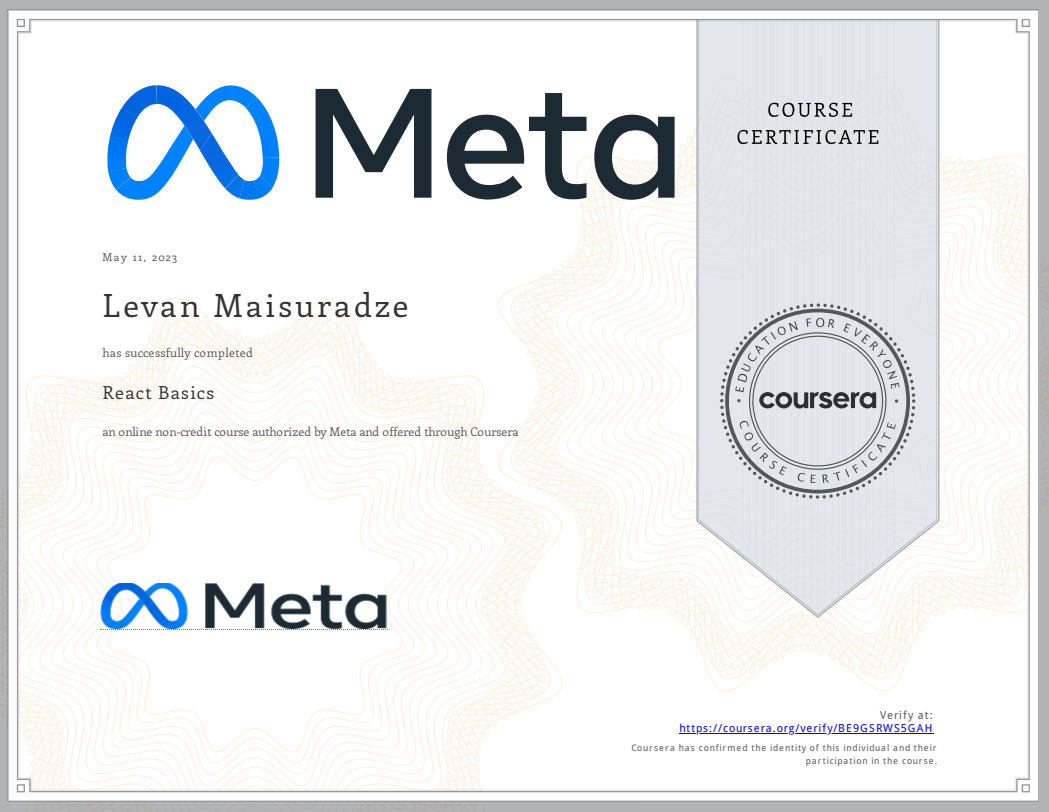 Meta
COURSE
CERTIFICATE
May 11, 2023
Levan Maisuradze
has successfully completed
React Basics
an online non-credit course authorized by Meta and offered through Coursera
EDUCATION FOR EVERYONE
coursera
COURSE CERTIFICATE
Meta
Verify at:
https://coursera.org/verify/BE9GSRWS5GAH
Coursera has confirmed the identity of this individual and their
participation in the course.